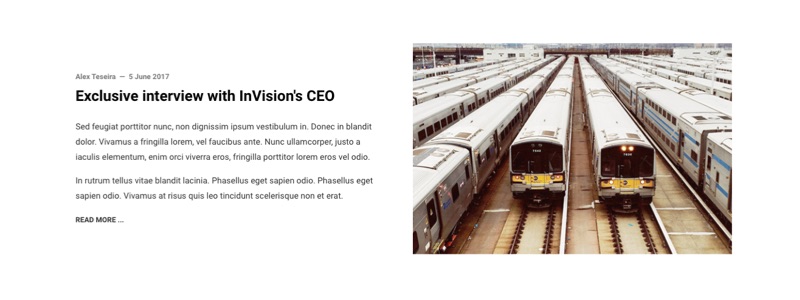 Alex Teseira — 5 June 2017
Exclusive interview with InVision's CEO
Sed feugiat porttitor nunc, non dignissim ipsum vestibulum in. Donec in blandit
dolor. Vivamus a fringilla lorem, vel faucibus ante. Nunc ullamcorper, justo a
iaculis elementum, enim orci viverra eros, fringilla porttitor lorem eros vel odio.
In rutrum tellus vitae blandit lacinia. Phasellus eget sapien odio. Phasellus eget
sapien odio. Vivamus at risus quis leo tincidunt scelerisque non et erat.
READ MORE ...